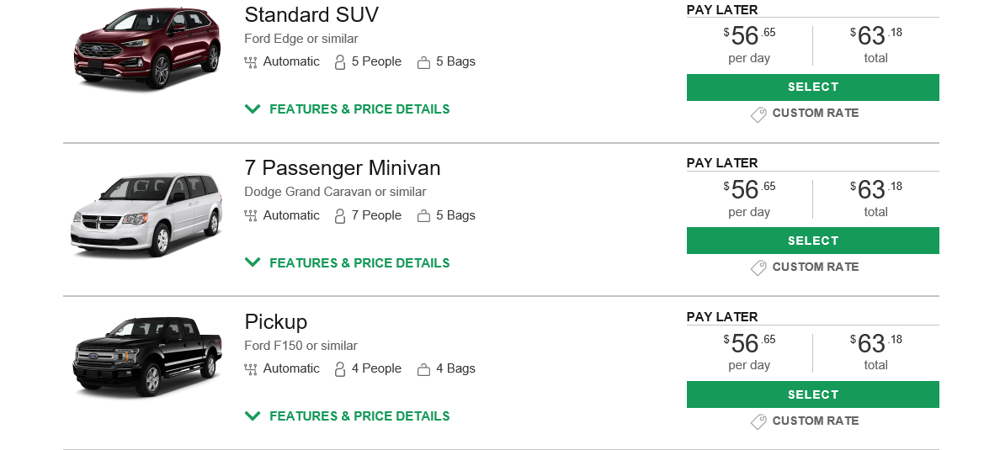 Standard SUV
Ford Edge or similar
Automatic 5 People 5 Bags
FEATURES & PRICE DETAILS
PAY LATER
$56.65 $63.18
per day total
SELECT
CUSTOM RATE
7 Passenger Minivan
Dodge Grand Caravan or similar
Automatic 7 People 5 Bags
FEATURES & PRICE DETAILS
PAY LATER
$56.65 $63.18
per day total
SELECT
CUSTOM RATE
Pickup
Ford F150 or similar
Automatic 4 People 4 Bags
FEATURES & PRICE DETAILS
PAY LATER
$56.65 $63.18
per day total
SELECT
CUSTOM RATE